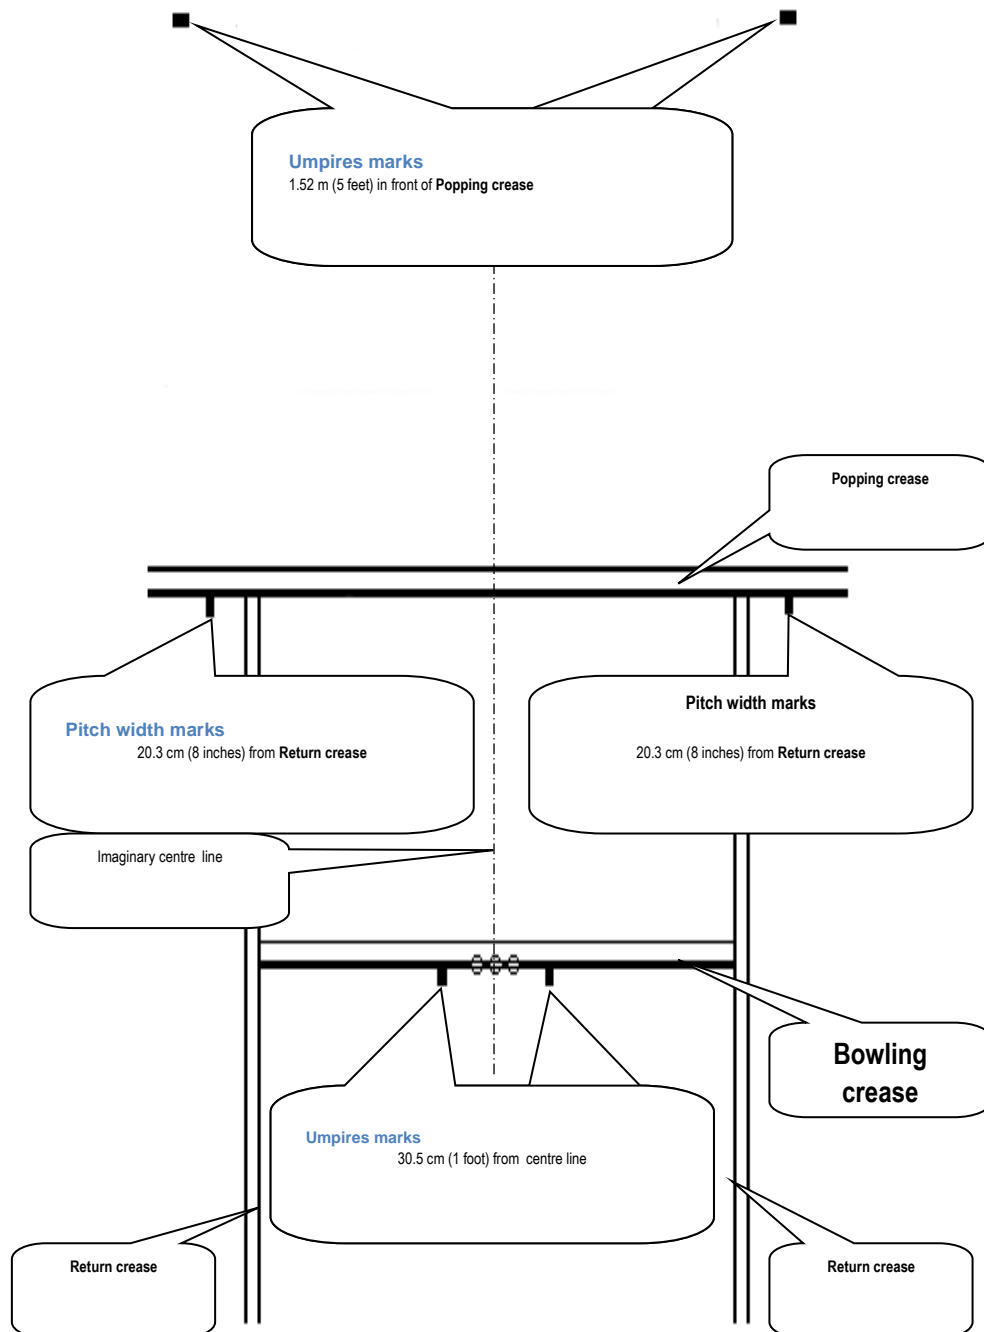 Umpires marks
1.52 m (5 feet) in front of Popping crease
Popping crease
Pitch width marks
20.3 cm (8 inches) from Return crease
Pitch width marks
20.3 cm (8 inches) from Return crease
Imaginary centre line
Bowling
crease
Umpires marks
30.5 cm (1 foot) from centre line
Return crease
Return crease